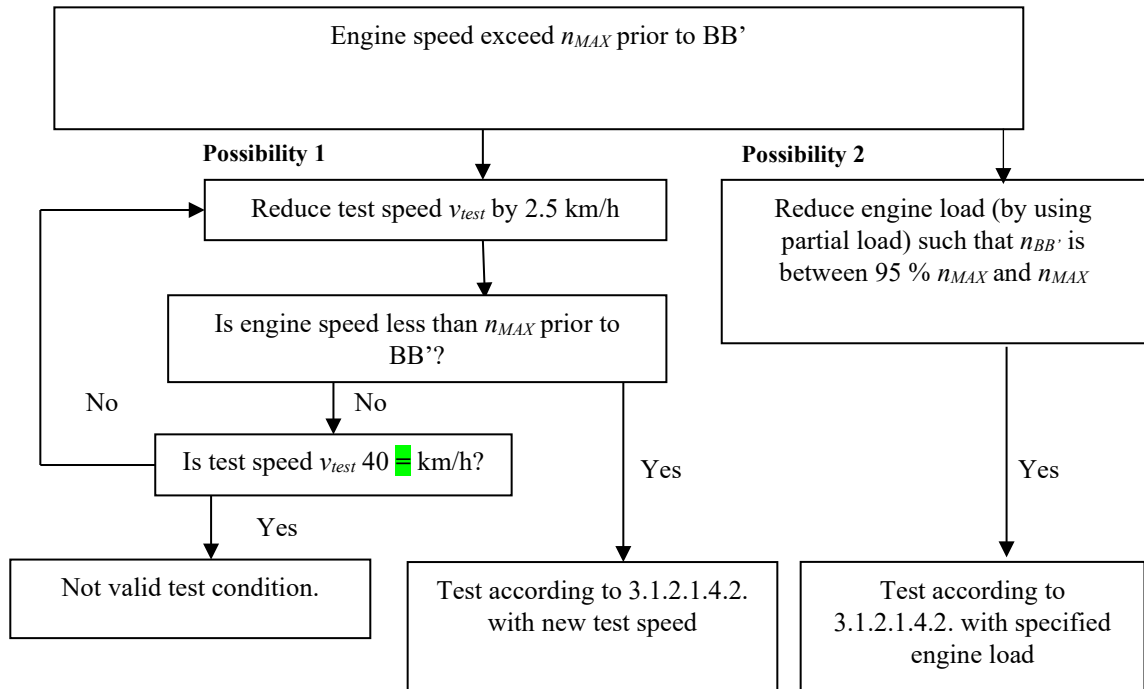 Engine speed exceed nMAX prior to BB’
Possibility 1
Possibility 2
Reduce test speed vtest by 2.5 km/h
Reduce engine load (by using
partial load) such that nBB’ is
between 95 % nMAX and nMAX
Is engine speed less than nMAX prior to
BB’?
No
No
Is test speed vtest 40 = km/h?
Yes
Yes
Yes
Not valid test condition.
Test according to 3.1.2.1.4.2.
with new test speed
Test according to
3.1.2.1.4.2. with specified
engine load